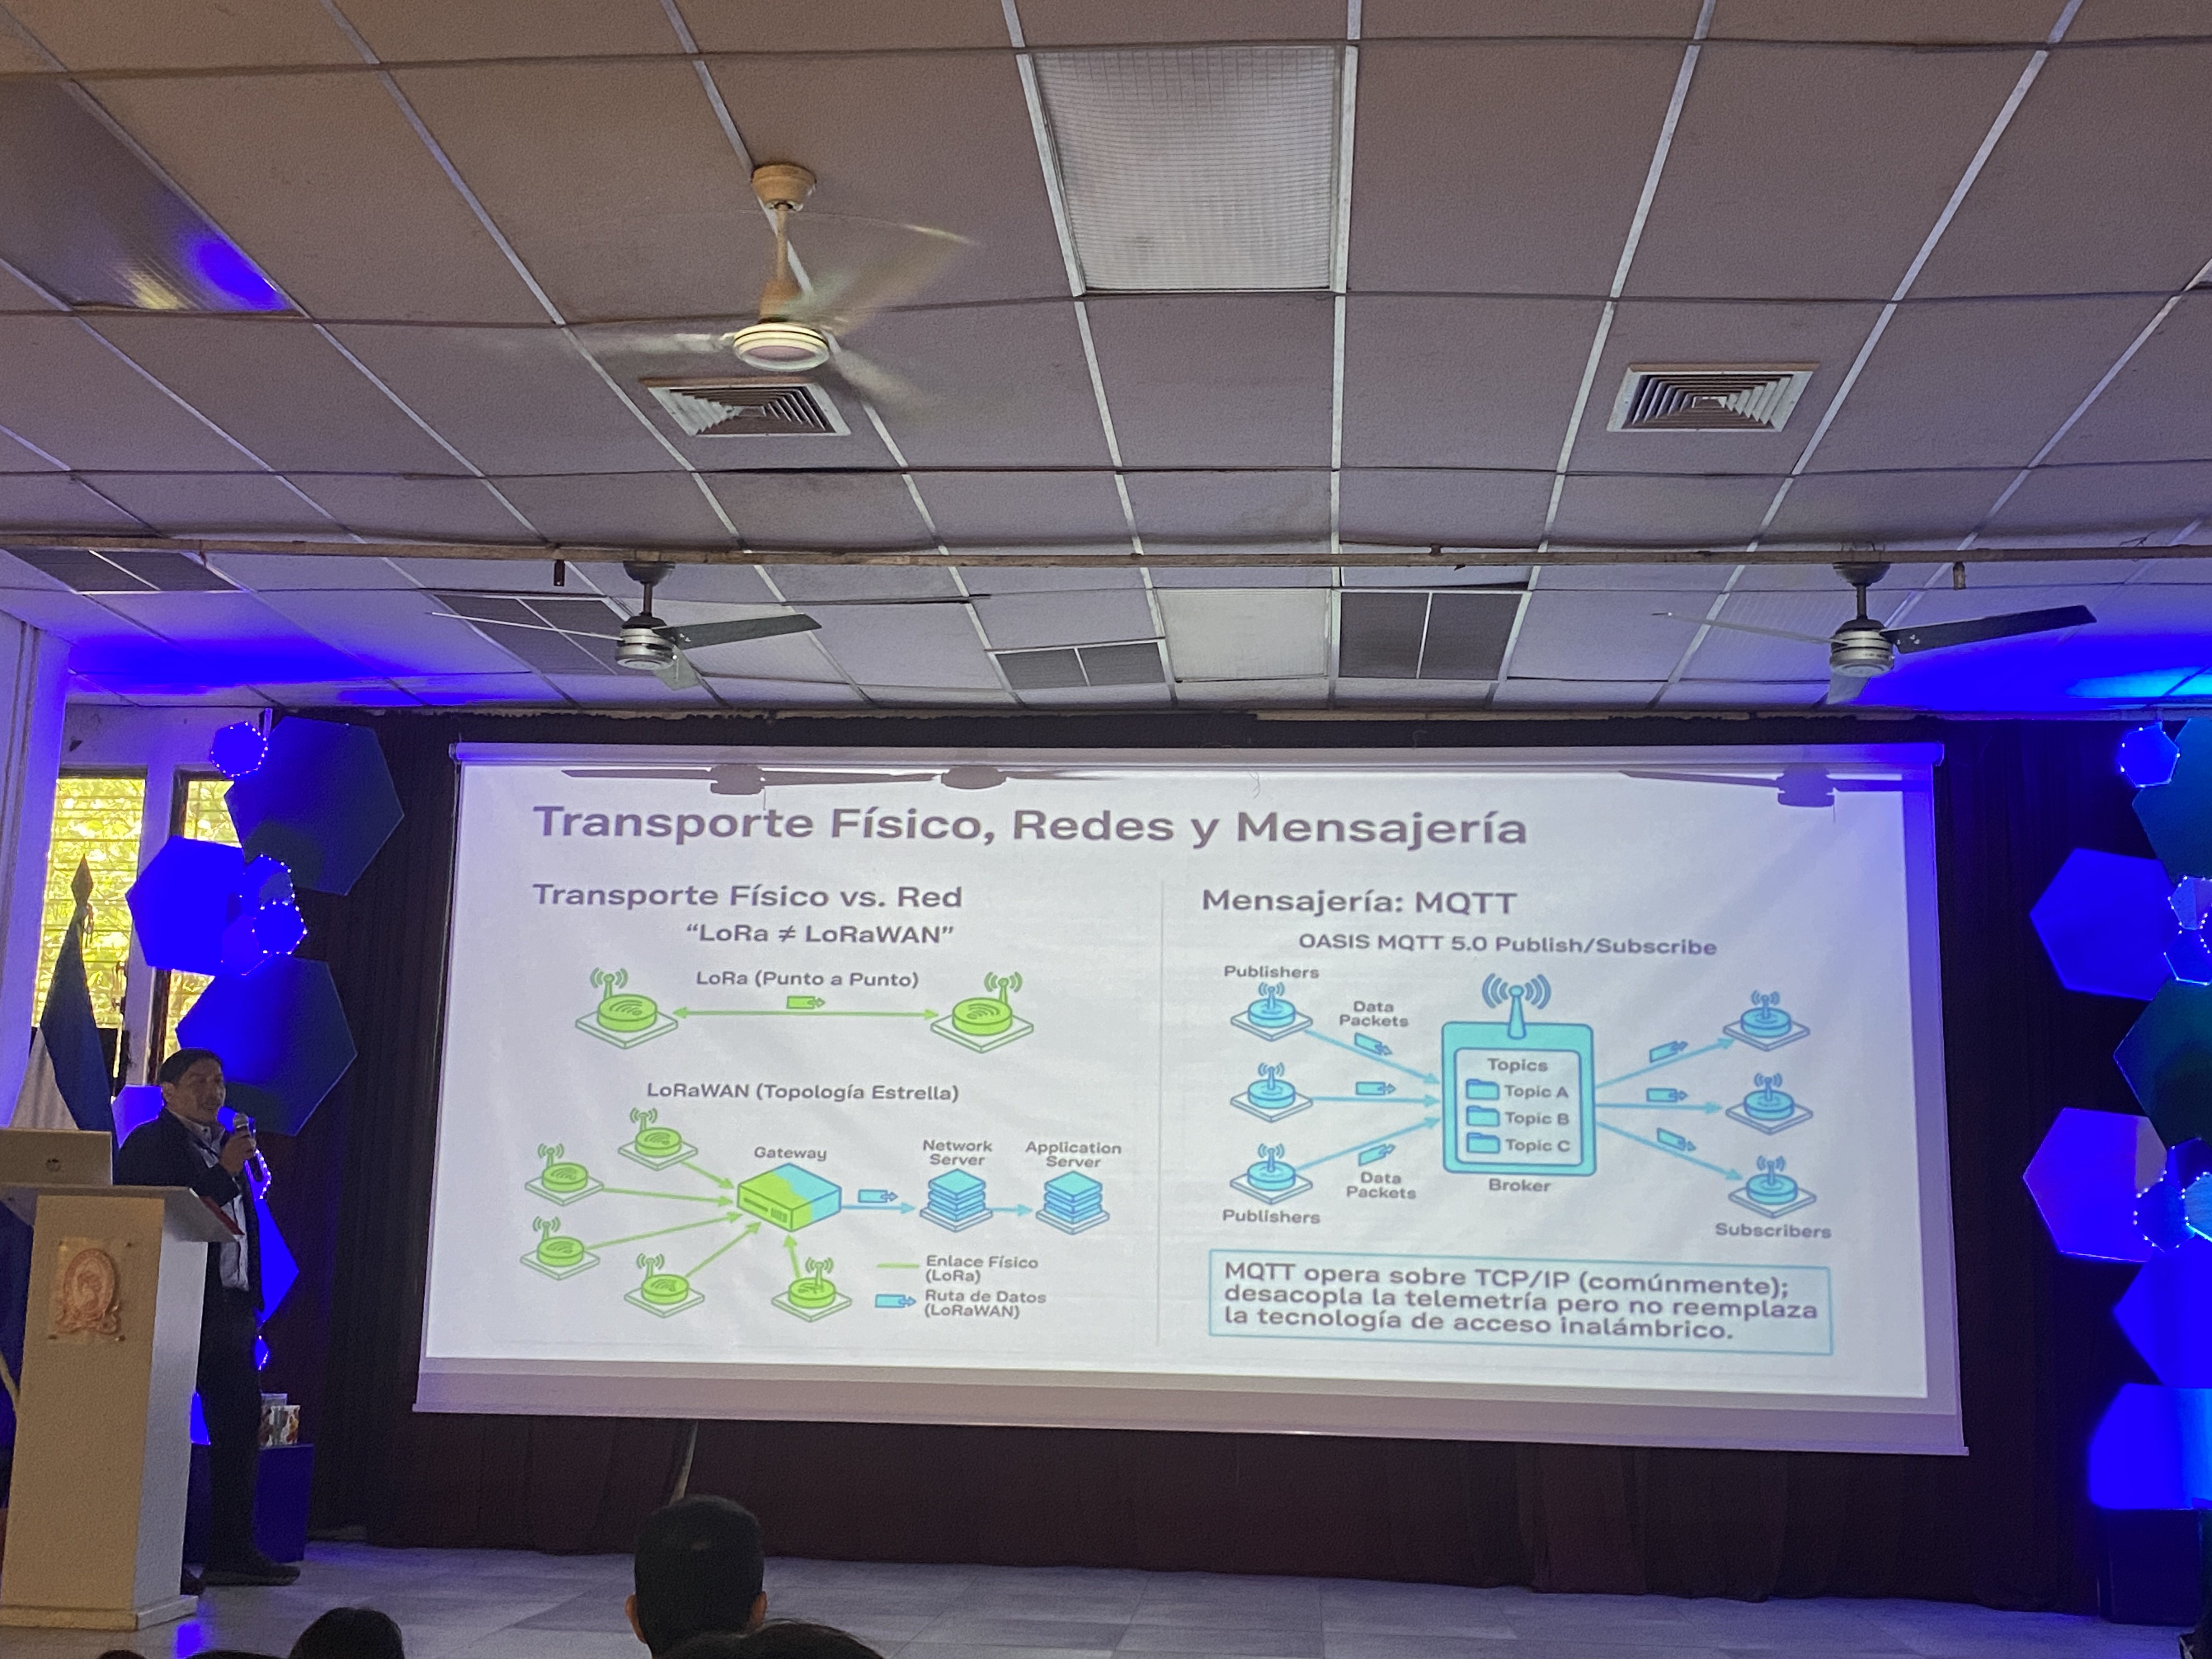 Transporte Físico, Redes y Mensajería
Transporte Físico vs. Red
“LoRa ≠ LoRaWAN”
LoRa (Punto a Punto)
LoRaWAN (Topología Estrella)
Gateway
Network
Server
Application
Server
Enlace Físico
(LoRa)
Ruta de Datos
(LoRaWAN)
Mensajería: MQTT
OASIS MQTT 5.0 Publish/Subscribe
Publishers
Data
Packets
Topics
Topic A
Topic B
Topic C
Broker
Data
Packets
Publishers
Subscribers
MQTT opera sobre TCP/IP (comúnmente);
desacopla la telemetría pero no reemplaza
la tecnología de acceso inalámbrico.